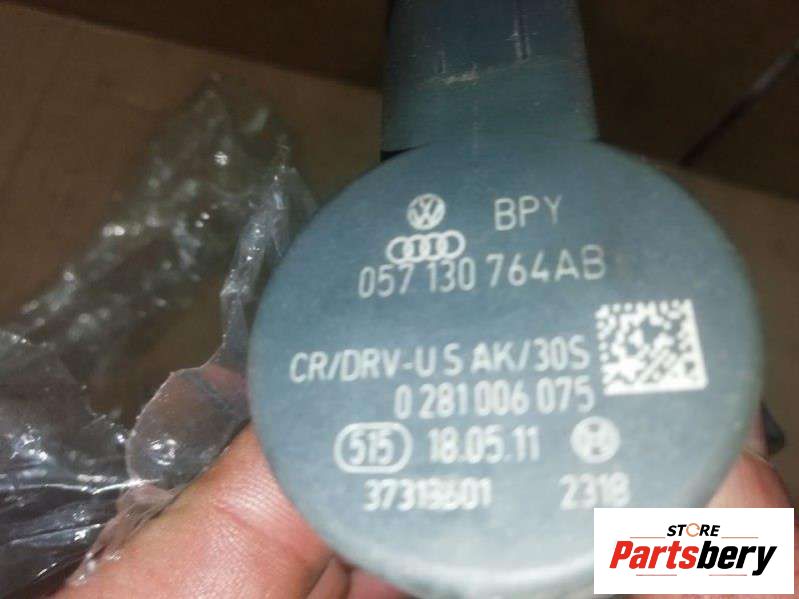 BPY
057 130 764AB
CR/DRV-U S AK/30S
0 281 006 075
515 18.05.11
2318
STORE
Partsbery